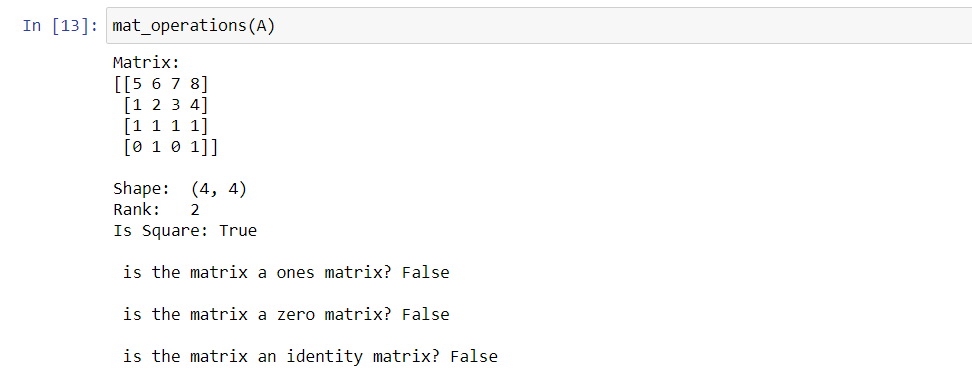 In [13]: mat_operations(A)
Matrix:
[[5 6 7 8]
 [1 2 3 4]
 [1 1 1 1]
 [0 1 0 1]]
Shape:  (4, 4)
Rank:   2
Is Square: True
 is the matrix a ones matrix? False
 is the matrix a zero matrix? False
 is the matrix an identity matrix? False